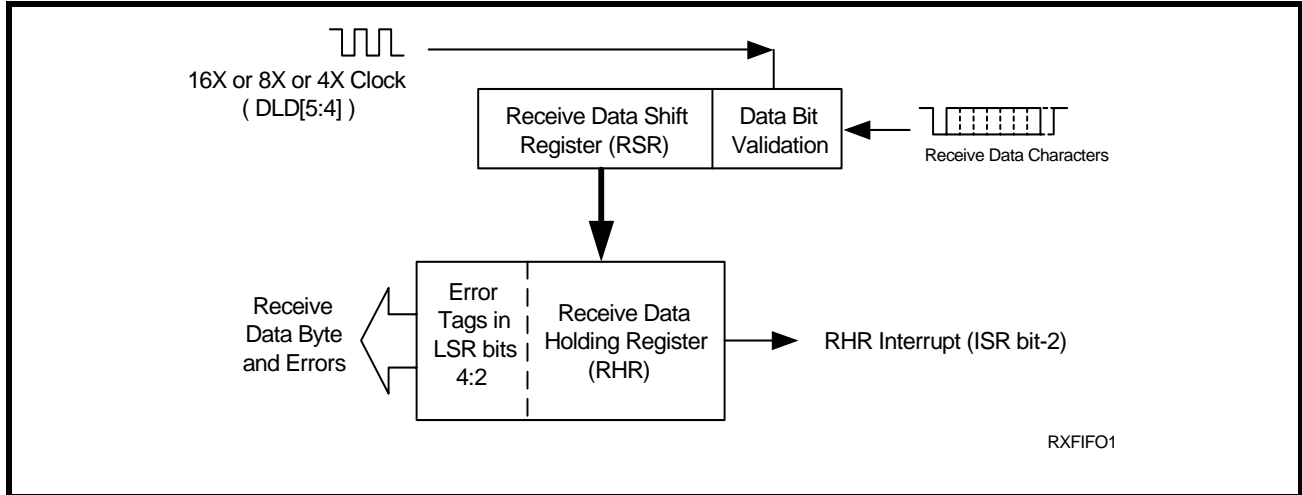 16X or 8X or 4X Clock
( DLD[5:4] )
Receive Data Shift
Register (RSR)
Data Bit
Validation
Receive Data Characters
Receive
Data Byte
and Errors
Error
Tags in
LSR bits
4:2
Receive Data
Holding Register
(RHR)
RHR Interrupt (ISR bit-2)
RXFIFO1